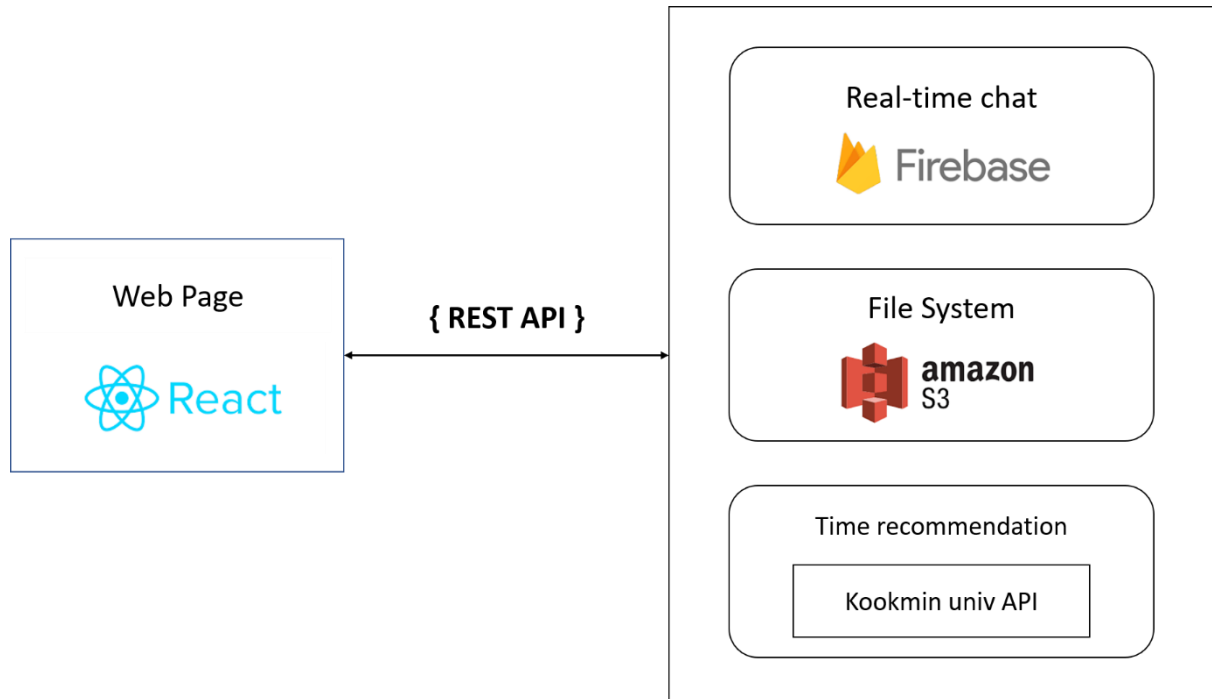 Web Page
React
{ REST API }
Real-time chat
Firebase
File System
amazon
S3
Time recommendation
Kookmin univ API